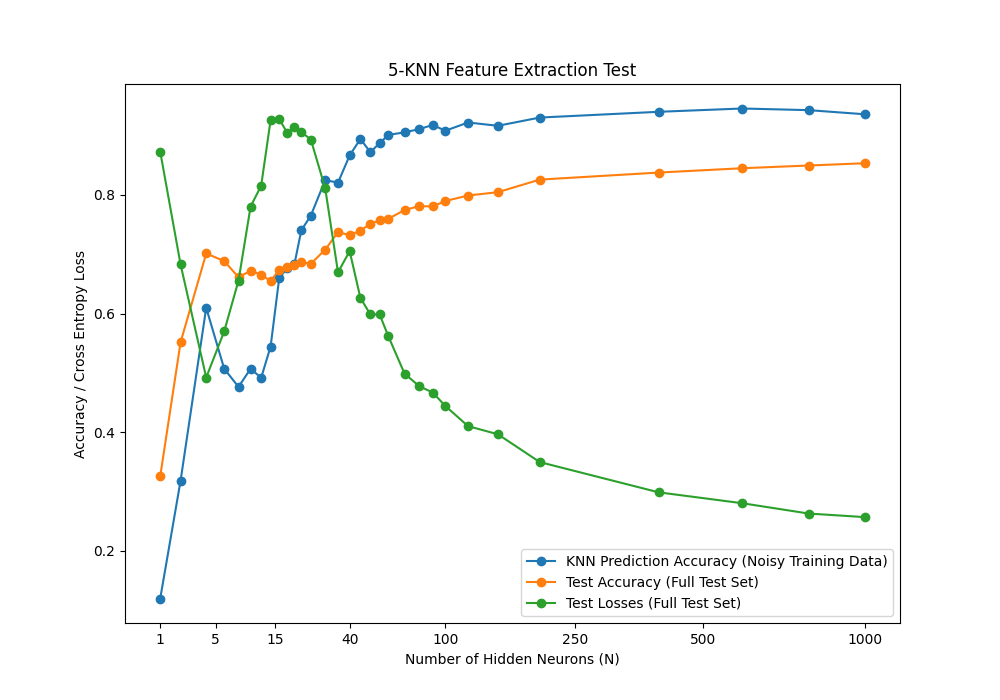 5-KNN Feature Extraction Test
Accuracy / Cross Entropy Loss
0.8
0.6
0.4
0.2
KNN Prediction Accuracy (Noisy Training Data)
Test Accuracy (Full Test Set)
Test Losses (Full Test Set)
1 5 15 40 100 250 500 1000
Number of Hidden Neurons (N)